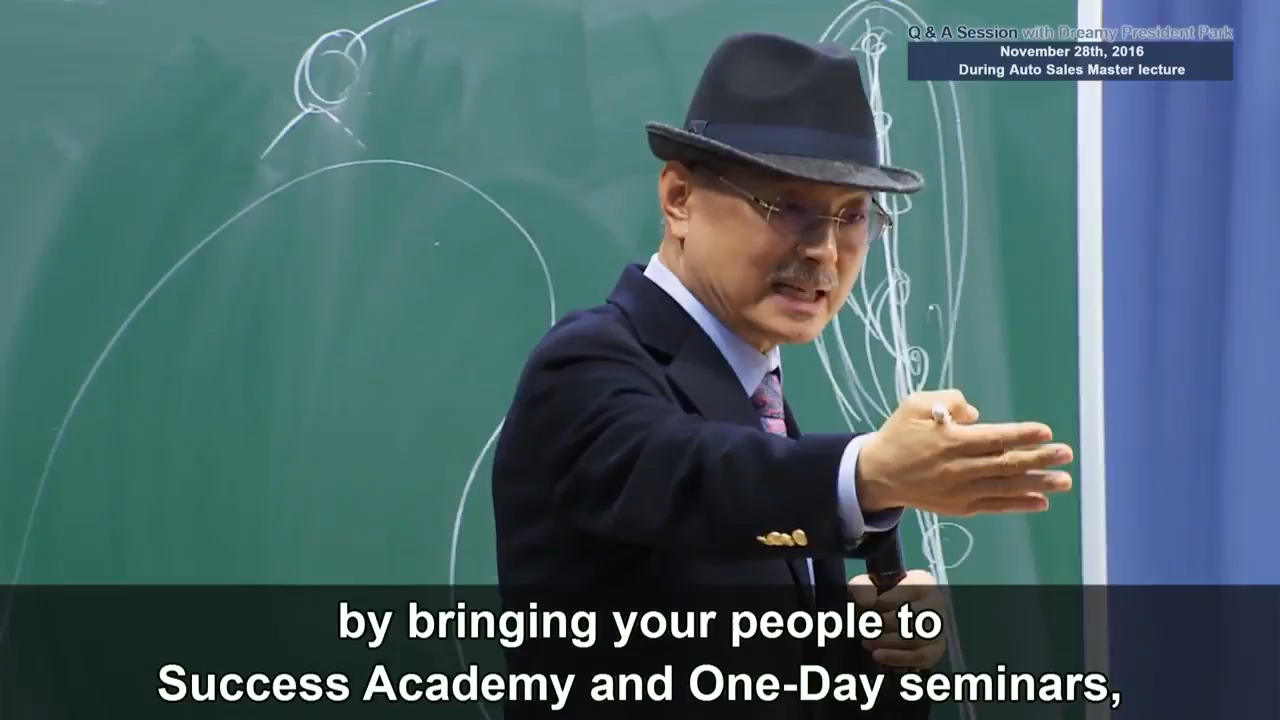 Q & A Session with Dreamy President Park
November 28th, 2016
During Auto Sales Master lecture
by bringing your people to
Success Academy and One-Day seminars,